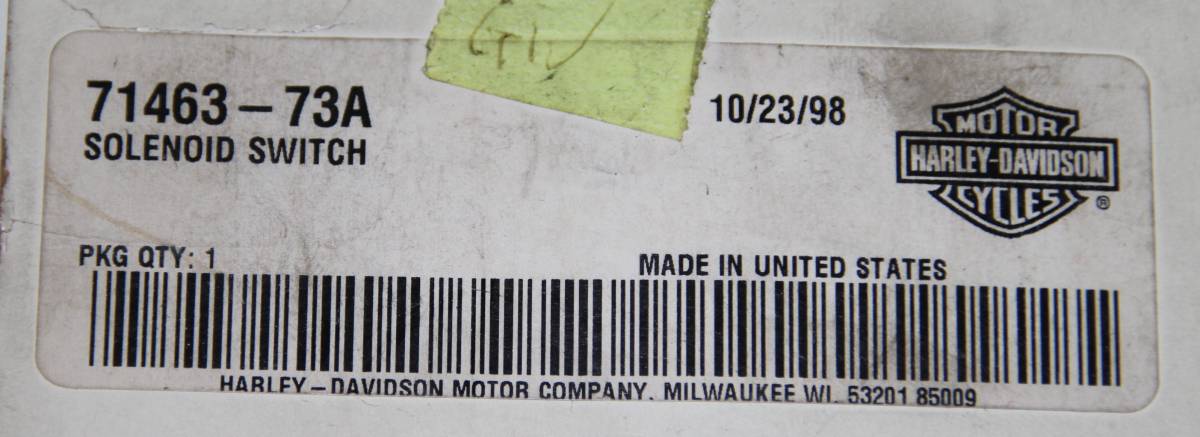 71463-73A
SOLENOID SWITCH
10/23/98
MOTOR
HARLEY-DAVIDSON
CYCLES
®
PKG QTY: 1
MADE IN UNITED STATES
HARLEY-DAVIDSON MOTOR COMPANY. MILWAUKEE WI. 53201 85009